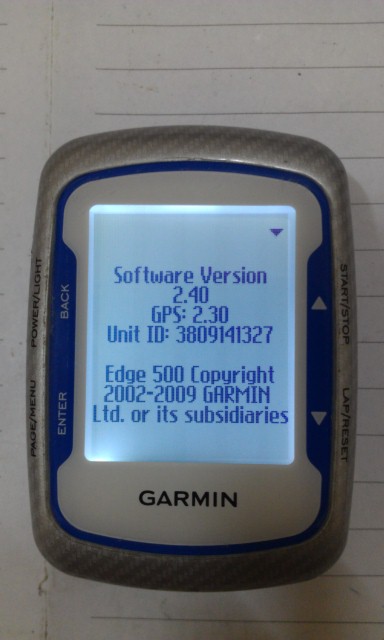 Software Version
2.40
GPS: 2.30
Unit ID: 3809141327
Edge 500 Copyright
2002-2009 GARMIN
Ltd. or its subsidiaries
GARMIN
POWER/LIGHT
BACK
PAGE/MENU
ENTER
START/STOP
LAP/RESET